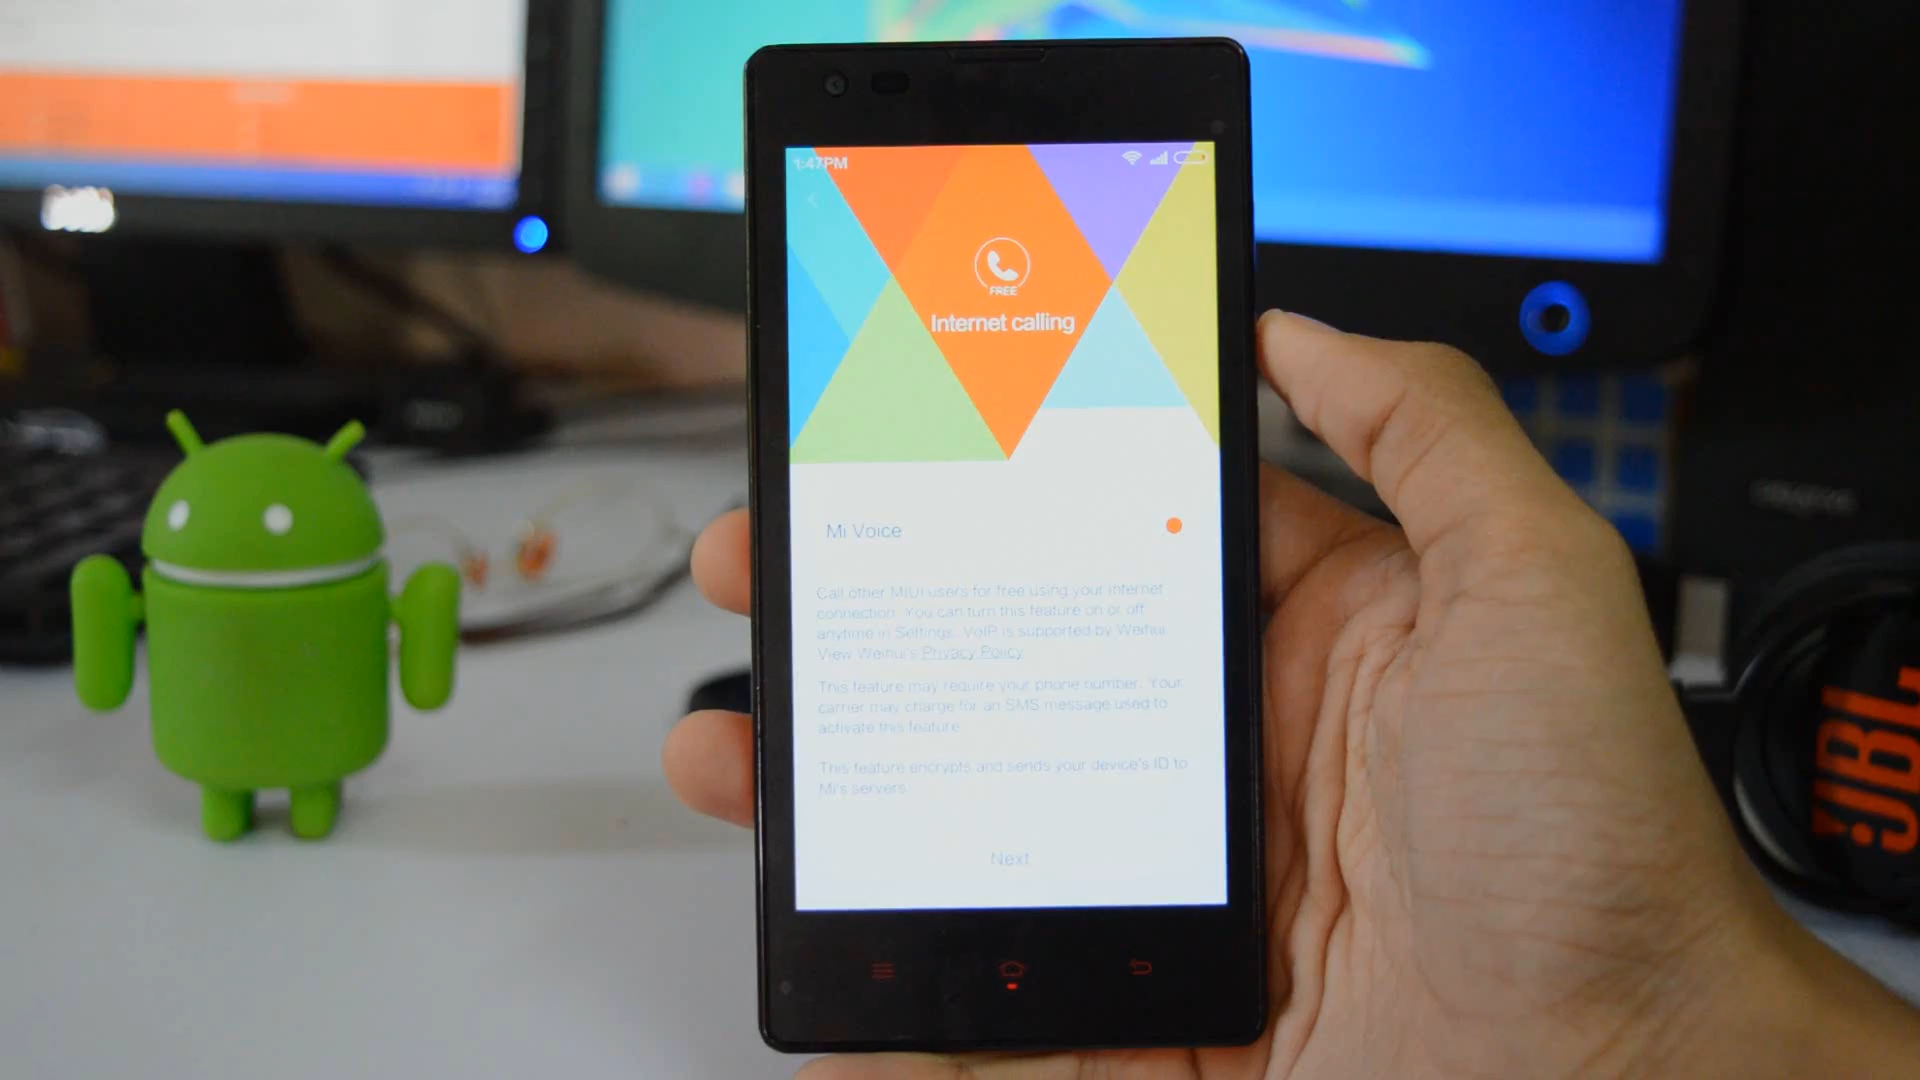 1:47PM
FREE
Internet calling
Mi Voice
Call other MIUI users for free using your internet
connection. You can turn this feature on or off
anytime in Settings. VoIP is supported by Weihui.
View Weihui's Privacy Policy
This feature may require your phone number. Your
carrier may charge for an SMS message used to
activate this feature.
This feature encrypts and sends your device's ID to
Mi's servers.
Next
JBL